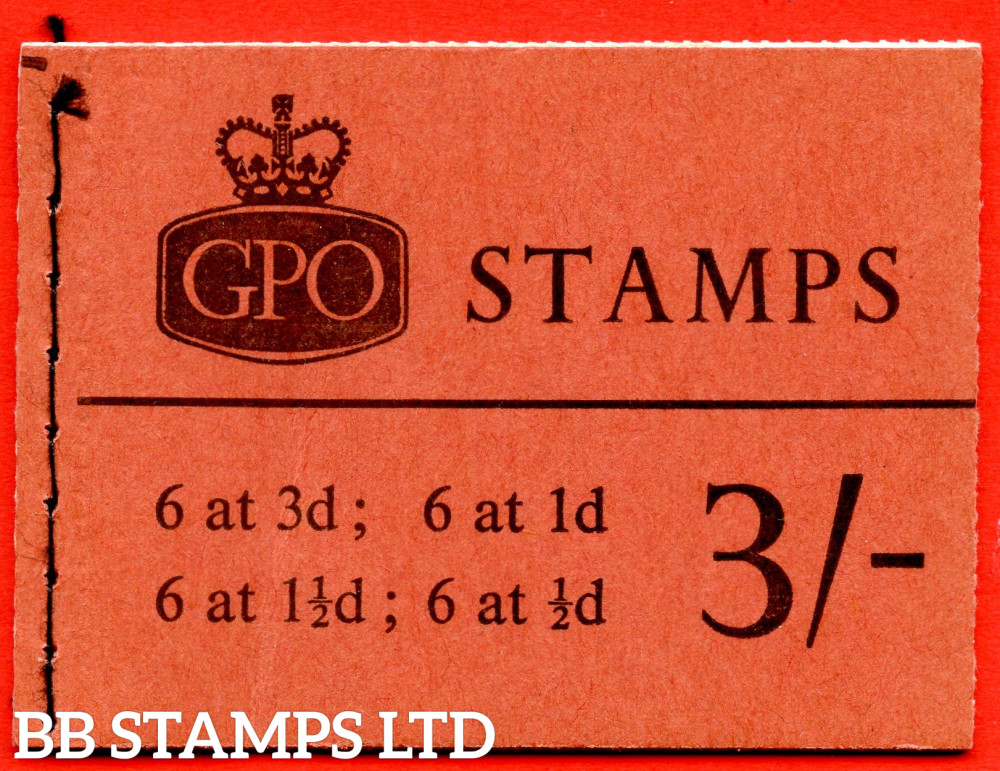 GPO STAMPS
6 at 3d; 6 at 1d
6 at 1½d; 6 at ½d
3/-
BB STAMPS LTD